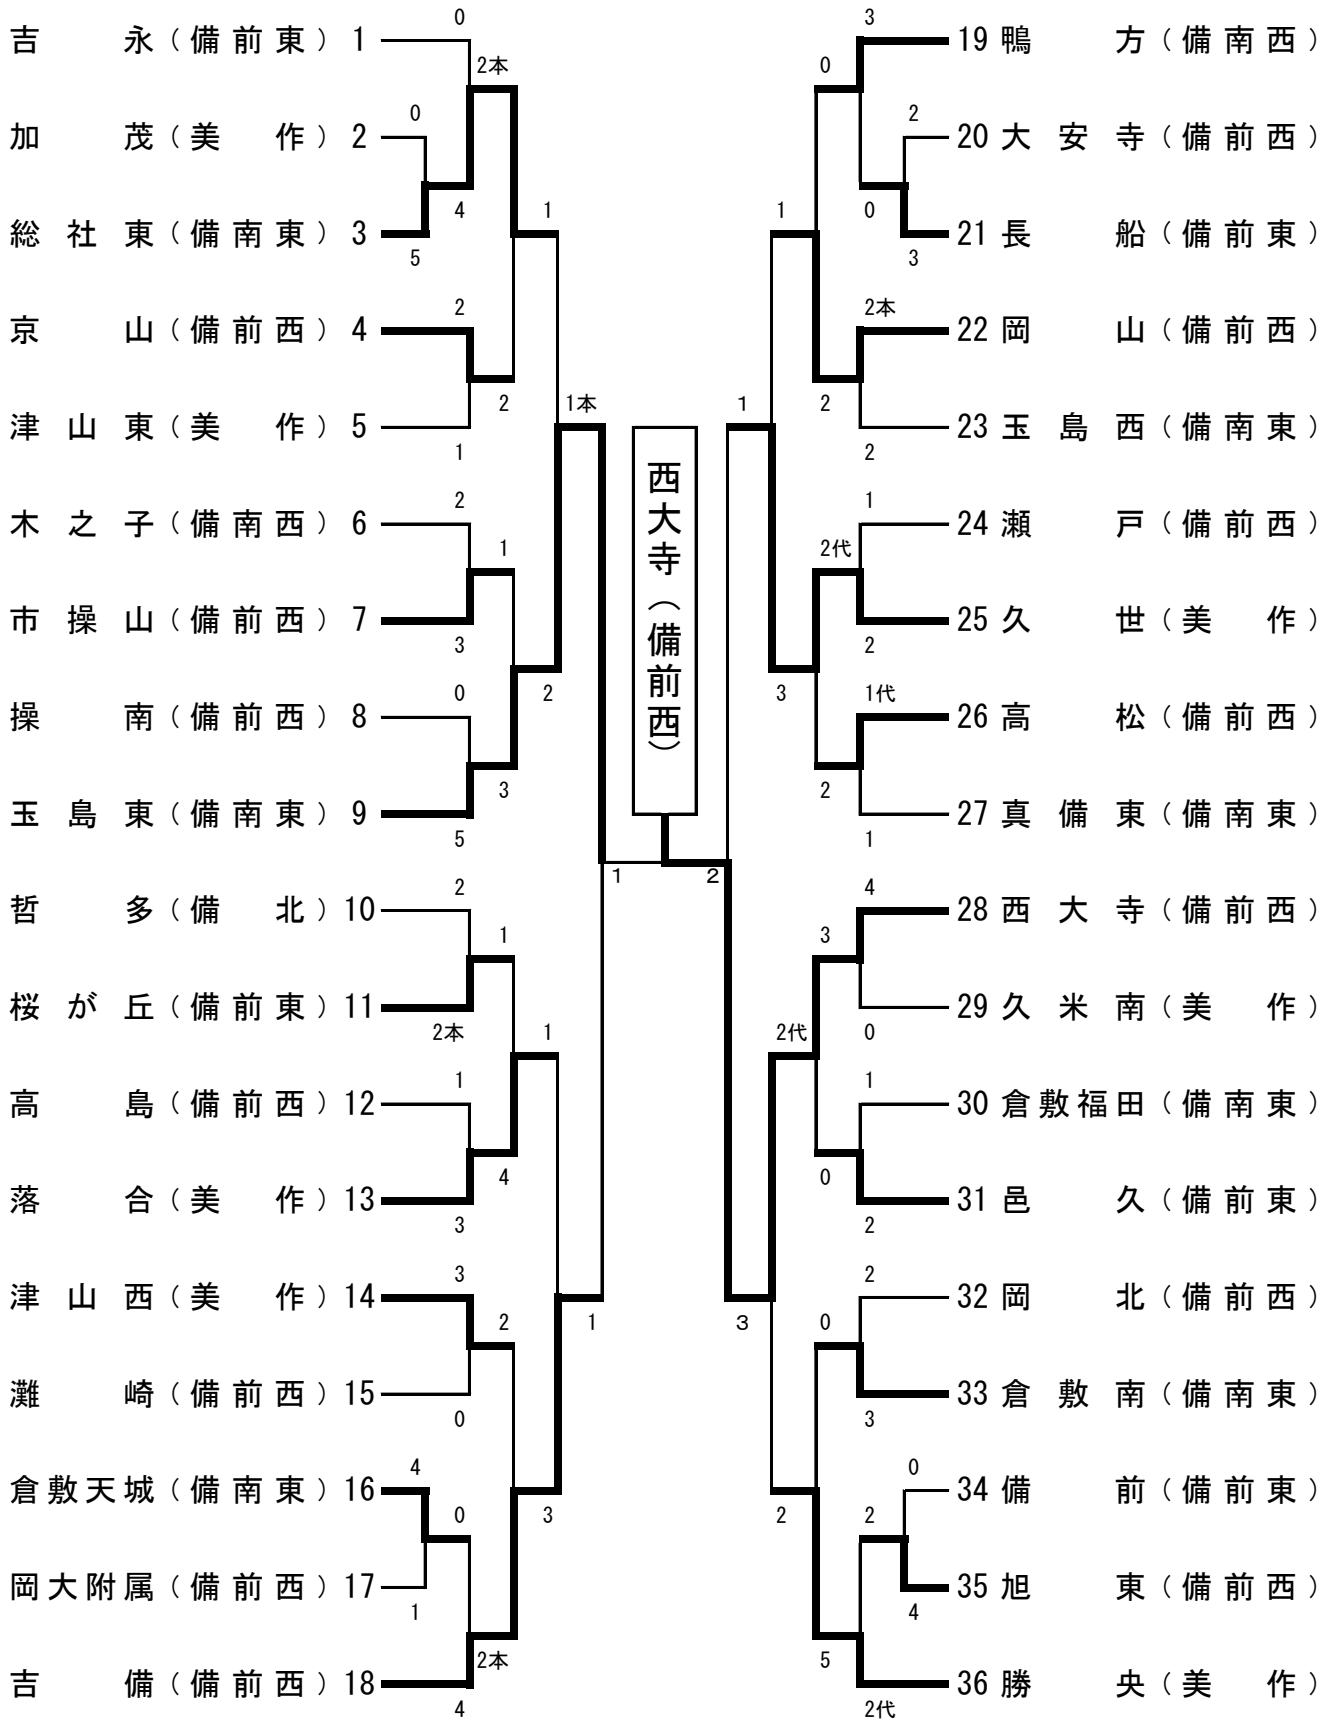 吉永（備前東）1
加茂（美作）2
総社東（備南東）3
京山（備前西）4
津山東（美作）5
木之子（備南西）6
市操山（備前西）7
操南（備前西）8
玉島東（備南東）9
哲多（備北）10
桜が丘（備前東）11
高島（備前西）12
落合（美作）13
津山西（美作）14
灘崎（備前西）15
倉敷天城（備南東）16
岡大附属（備前西）17
吉備（備前西）18
0
0
5
2
1
2
3
0
5
2
2本
1
3
3
0
4
1
4
2本
4
2
1
3
1
4
2
0
2本
1
2
1
3
1本
1
1
西大寺（備前西）
2
1
3
1
3
2代
2
0
2
2代
2
3
0
0
5
0
2
3
2
3
2本
2
1
2
1代
1
4
0
1
2
2
3
0
4
2代
19 鴨方（備南西）
20 大安寺（備前西）
21 長船（備前東）
22 岡山（備前西）
23 玉島西（備南東）
24 瀬戸（備前西）
25 久世（美作）
26 高松（備前西）
27 真備東（備南東）
28 西大寺（備前西）
29 久米南（美作）
30 倉敷福田（備南東）
31 邑久（備前東）
32 岡北（備前西）
33 倉敷南（備南東）
34 備前（備前東）
35 旭東（備前西）
36 勝央（美作）